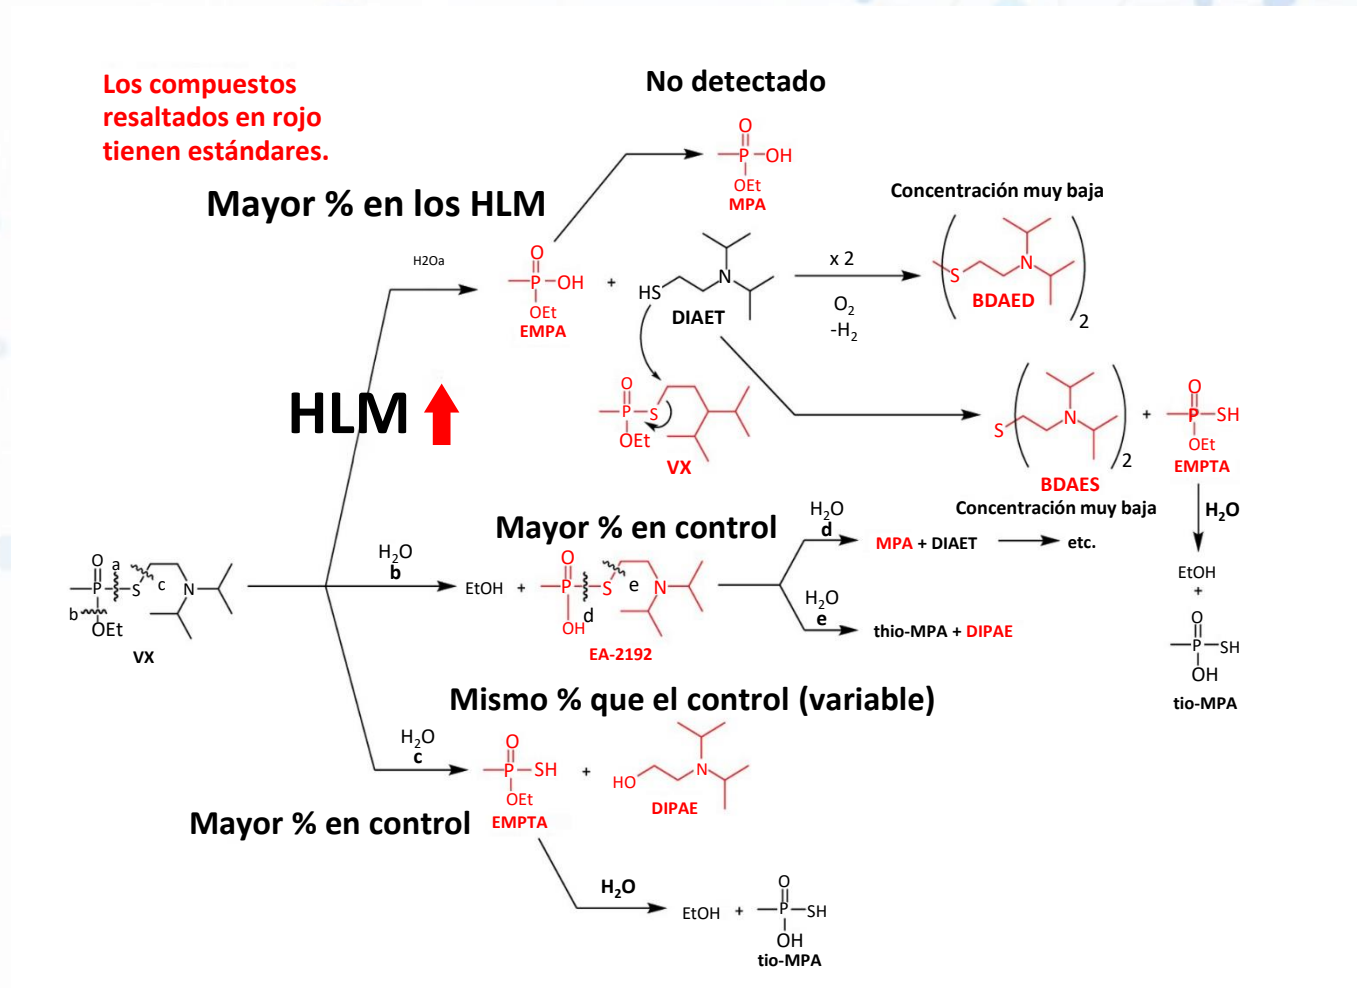 Los compuestos
resaltados en rojo
tienen estándares.
No detectado
O
P
OH
OEt
MPA
Mayor % en los HLM
Concentración muy baja
H2Oa
O
P
OH
OEt
EMPA
+
HS
N
DIAET
x 2
O2
-H2
S
N
BDAED
2
HLM
O
P
S
OEt
VX
S
N
2
BDAES
Concentración muy baja
+
O
P
SH
OEt
EMPTA
H2O
EtOH
+
O
P
SH
OH
tio-MPA
Mayor % en control
O
a
P
S
c
N
b
OEt
VX
H2O
b
EtOH +
O
P
S
e
N
d
OH
EA-2192
H2O
d
MPA + DIAET
etc.
H2O
e
thio-MPA + DIPAE
Mismo % que el control (variable)
H2O
c
O
P
SH
OEt
EMPTA
+
HO
N
DIPAE
Mayor % en control
H2O
EtOH +
O
P
SH
OH
tio-MPA